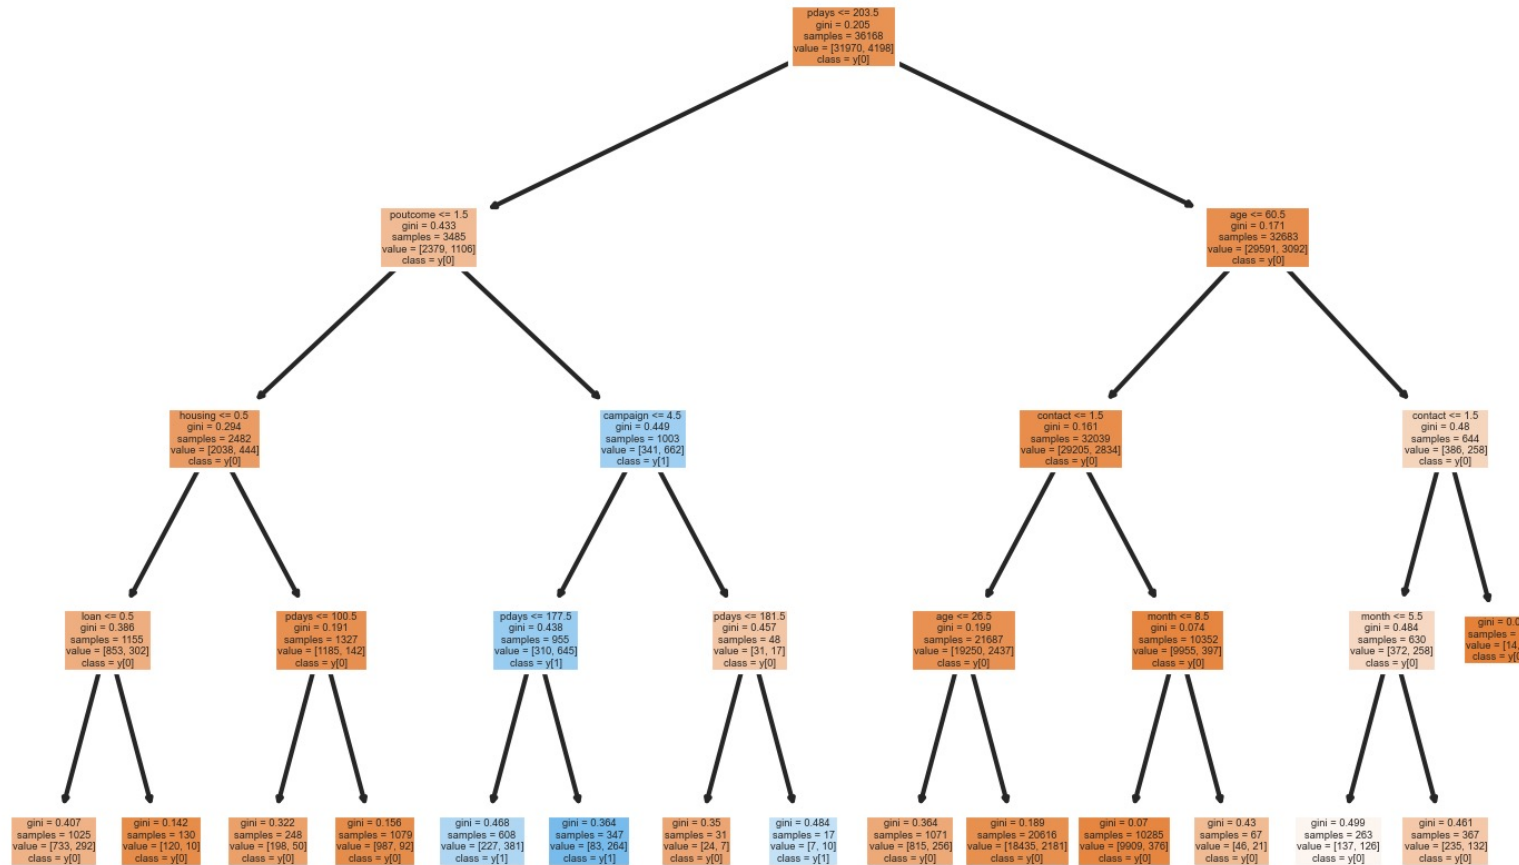 pdays <= 203.5
gini = 0.205
samples = 36168
value = [31970, 4198]
class = y[0]
poutcome <= 1.5
gini = 0.433
samples = 3485
value = [2379, 1106]
class = y[0]
age <= 60.5
gini = 0.171
samples = 32683
value = [29591, 3092]
class = y[0]
housing <= 0.5
gini = 0.294
samples = 2482
value = [2038, 444]
class = y[0]
campaign <= 4.5
gini = 0.449
samples = 1003
value = [341, 662]
class = y[1]
contact <= 1.5
gini = 0.161
samples = 32039
value = [29205, 2834]
class = y[0]
contact <= 1.5
gini = 0.48
samples = 644
value = [386, 258]
class = y[0]
loan <= 0.5
gini = 0.386
samples = 1155
value = [853, 302]
class = y[0]
pdays <= 100.5
gini = 0.191
samples = 1327
value = [1185, 142]
class = y[0]
pdays <= 177.5
gini = 0.438
samples = 955
value = [310, 645]
class = y[1]
pdays <= 181.5
gini = 0.457
samples = 48
value = [31, 17]
class = y[0]
age <= 26.5
gini = 0.199
samples = 21687
value = [19250, 2437]
class = y[0]
month <= 8.5
gini = 0.074
samples = 10352
value = [9955, 397]
class = y[0]
month <= 5.5
gini = 0.484
samples = 630
value = [372, 258]
class = y[0]
gini = 0.0
samples =
value = [14,
class = y[0
gini = 0.407
samples = 1025
value = [733, 292]
class = y[0]
gini = 0.142
samples = 130
value = [120, 10]
class = y[0]
gini = 0.322
samples = 248
value = [198, 50]
class = y[0]
gini = 0.156
samples = 1079
value = [987, 92]
class = y[0]
gini = 0.468
samples = 608
value = [227, 381]
class = y[1]
gini = 0.364
samples = 347
value = [83, 264]
class = y[1]
gini = 0.35
samples = 31
value = [24, 7]
class = y[0]
gini = 0.484
samples = 17
value = [7, 10]
class = y[1]
gini = 0.364
samples = 1071
value = [815, 256]
class = y[0]
gini = 0.189
samples = 20616
value = [18435, 2181]
class = y[0]
gini = 0.07
samples = 10285
value = [9909, 376]
class = y[0]
gini = 0.43
samples = 67
value = [46, 21]
class = y[0]
gini = 0.499
samples = 263
value = [137, 126]
class = y[0]
gini = 0.461
samples = 367
value = [235, 132]
class = y[0]